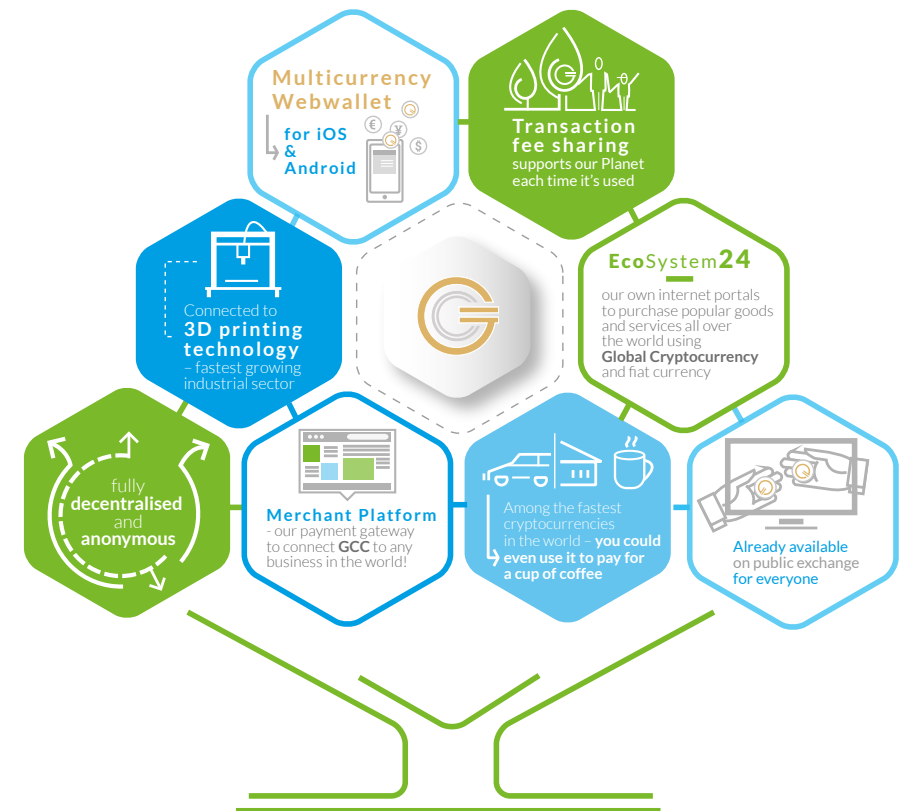 Multicurrency
Webwallet
for iOS
&
Android
€
¥
$
Transaction
fee sharing
supports our Planet
each time it's used
Connected to
3D printing
technology
– fastest growing
industrial sector
EcoSystem24
our own internet portals
to purchase popular goods
and services all over
the world using
Global Cryptocurrency
and fiat currency
fully
decentralised
and
anonymous
Merchant Platform
- our payment gateway
to connect GCC to any
business in the world!
Among the fastest
cryptocurrencies
in the world – you could
even use it to pay for
a cup of coffee
Already available
on public exchange
for everyone